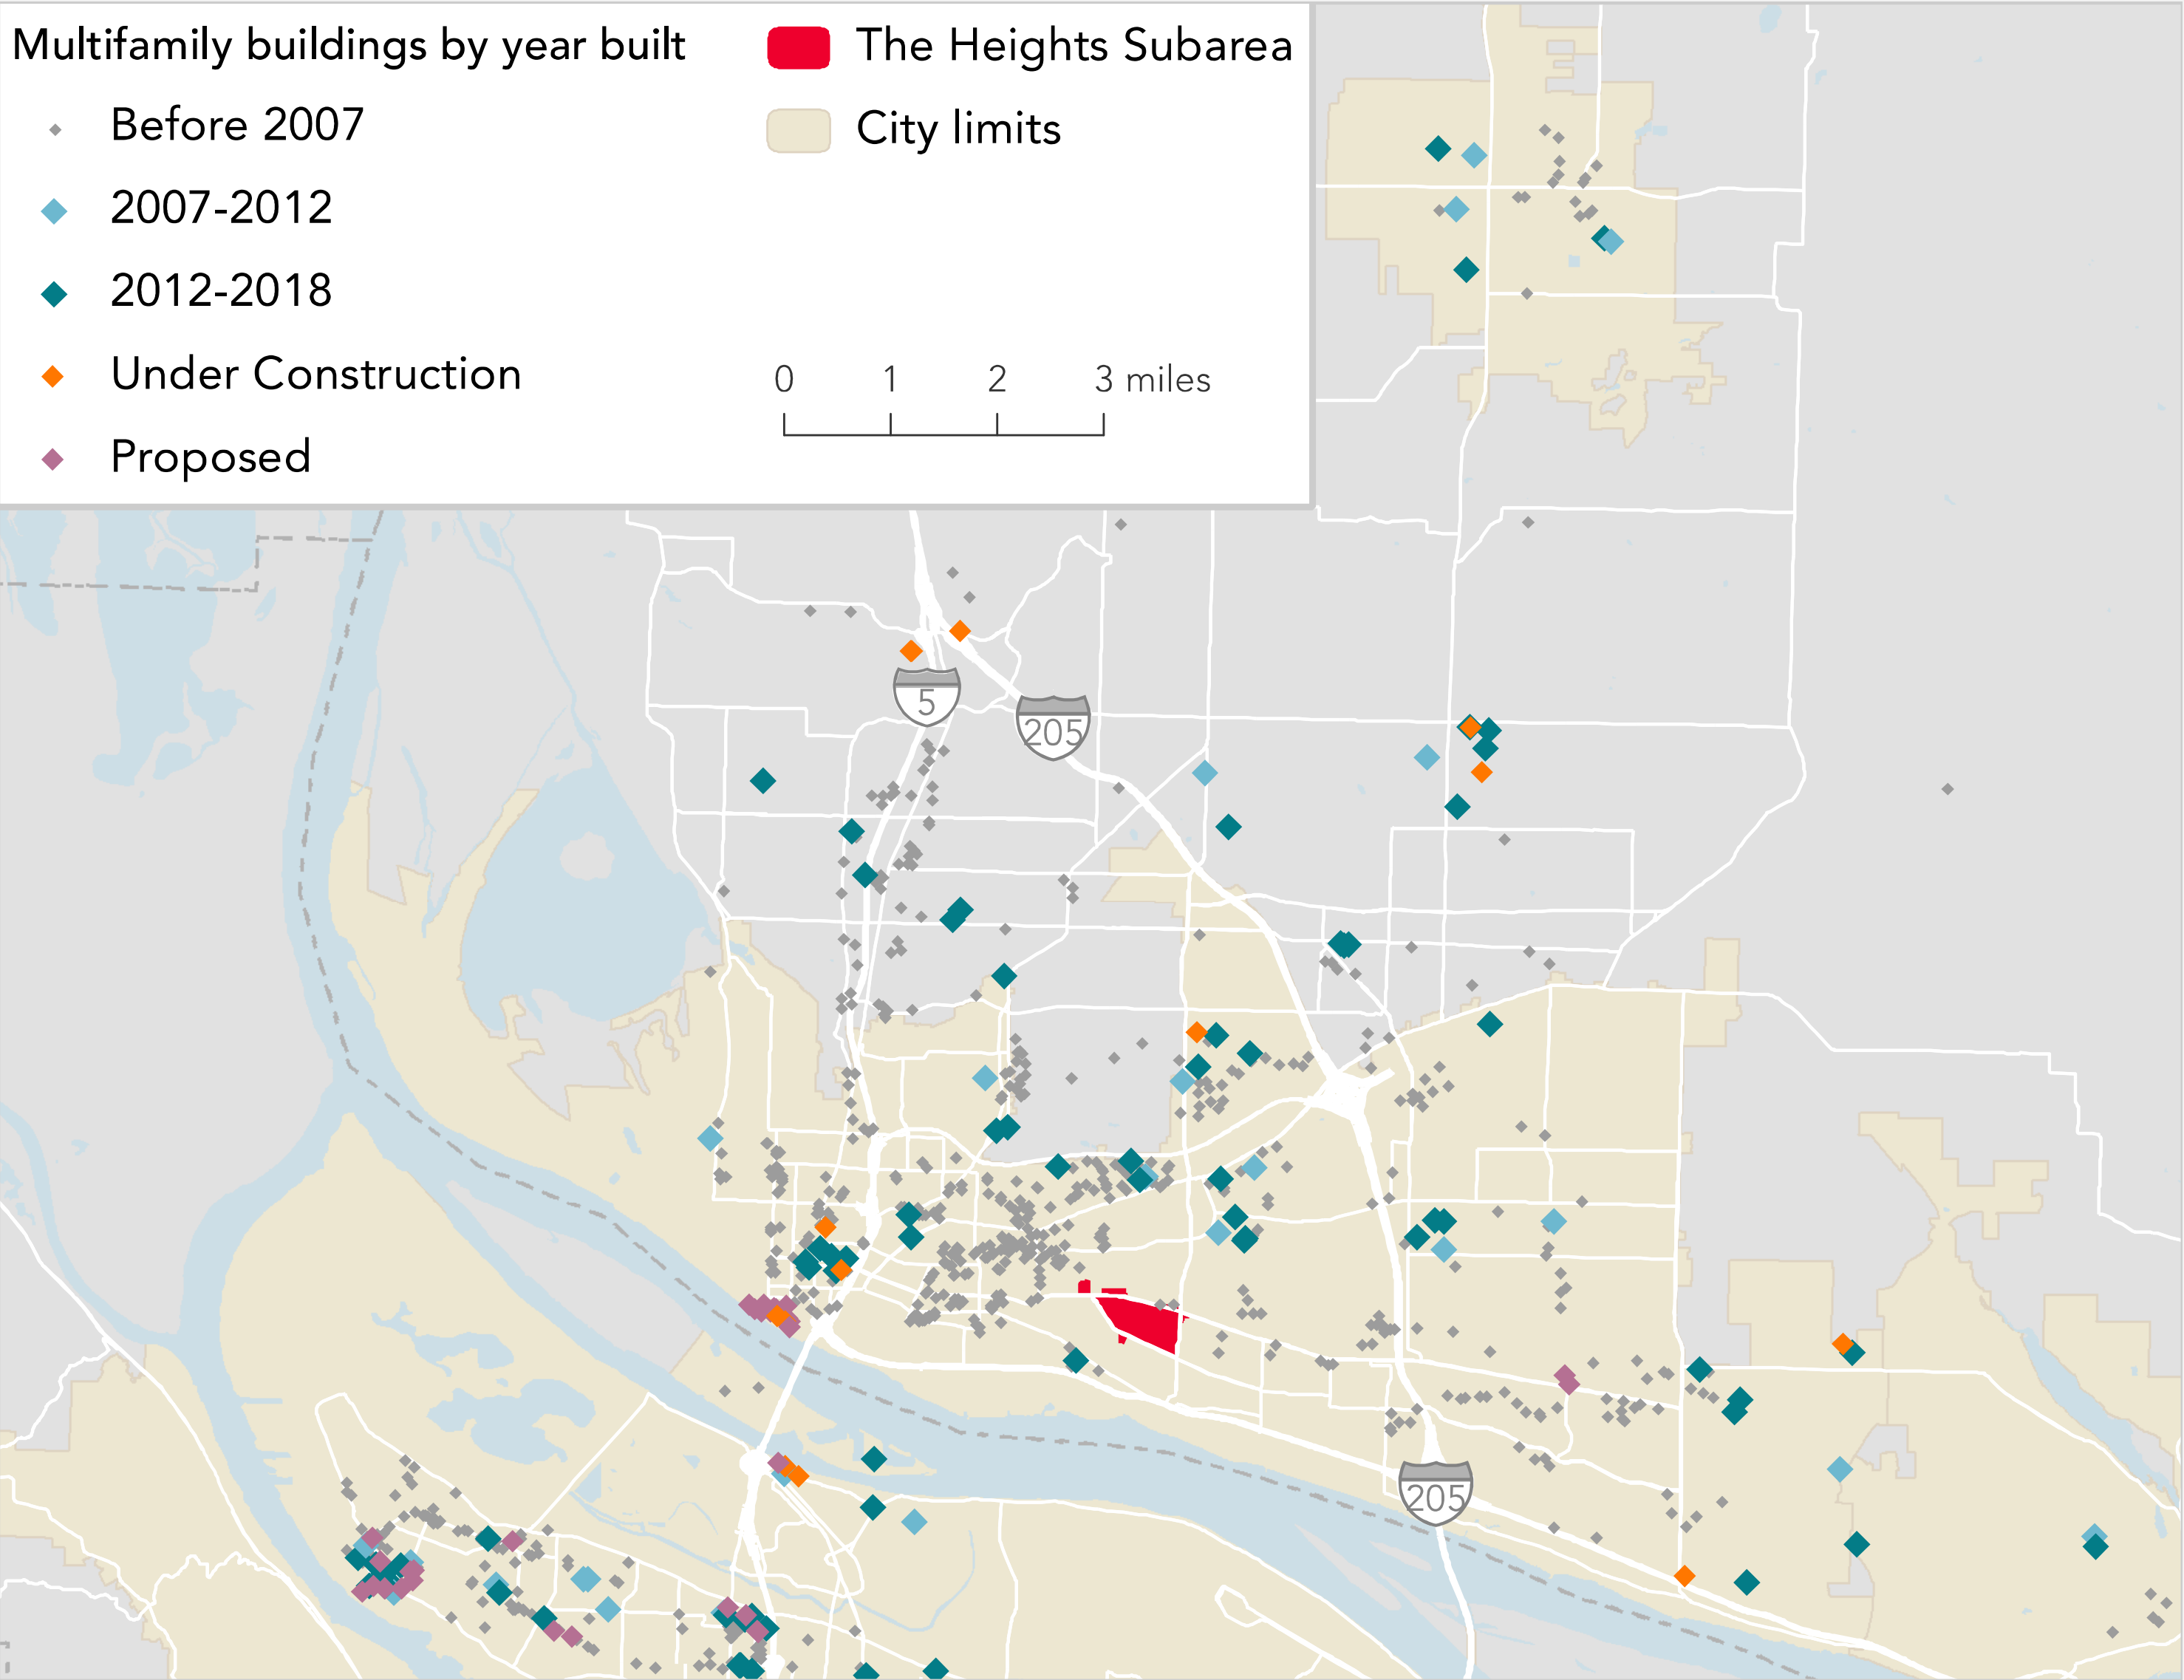 Multifamily buildings by year built
Before 2007
2007-2012
2012-2018
Under Construction
Proposed
The Heights Subarea
City limits
0 1 2 3 miles
5
205
205